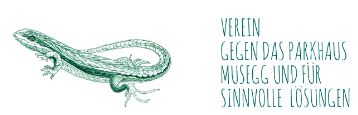 VEREIN
GEGEN DAS PARKHAUS
MUSEGG UND FÜR
SINNVOLLE LÖSUNGEN